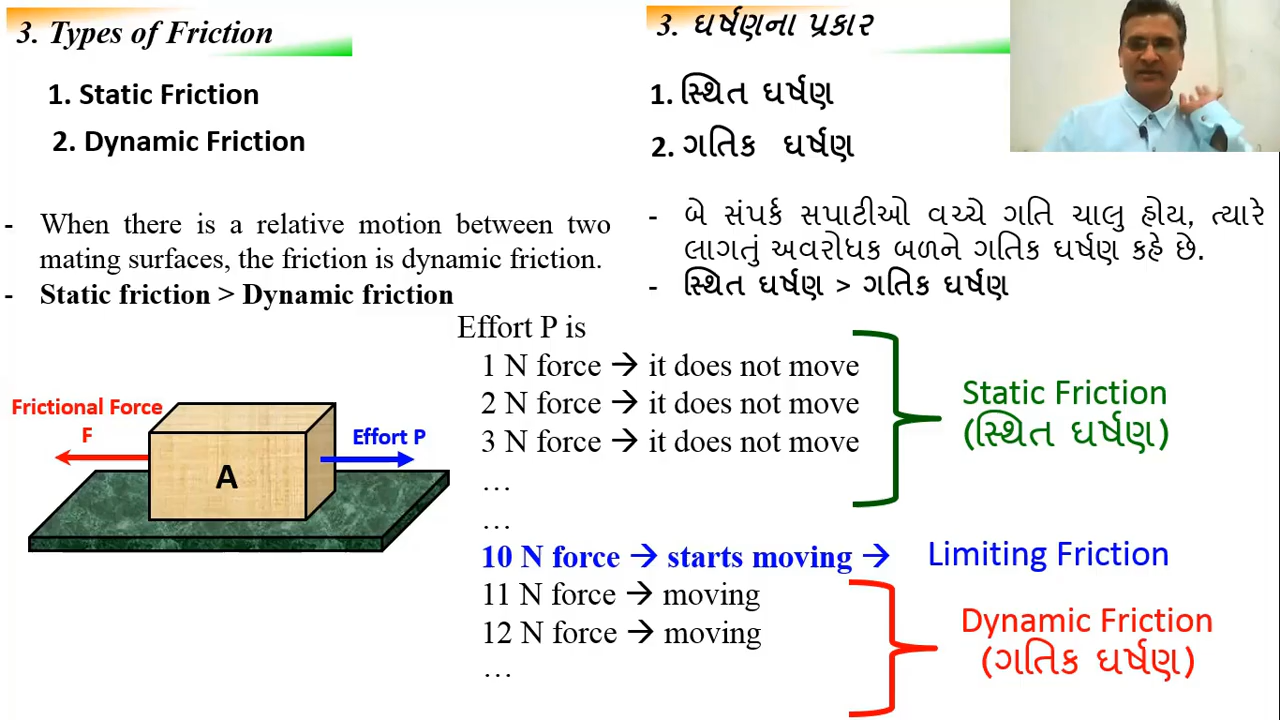 3. Types of Friction
1. Static Friction
2. Dynamic Friction
- When there is a relative motion between two
mating surfaces, the friction is dynamic friction.
- Static friction > Dynamic friction
3. ઘર્ષણના પ્રકાર
1. સ્થિત ઘર્ષણ
2. ગતિક ઘર્ષણ
- બે સંપર્ક સપાટીઓ વચ્ચે ગતિ ચાલુ હોય, ત્યારે
લાગતું અવરોધક બળને ગતિક ઘર્ષણ કહે છે.
- સ્થિત ઘર્ષણ > ગતિક ઘર્ષણ
Frictional Force
F
Effort P
A
Effort P is
1 N force → it does not move
2 N force → it does not move
3 N force → it does not move
...
...
10 N force → starts moving → Limiting Friction
11 N force → moving
12 N force → moving
...
Static Friction
(સ્થિત ઘર્ષણ)
Dynamic Friction
(ગતિક ઘર્ષણ)